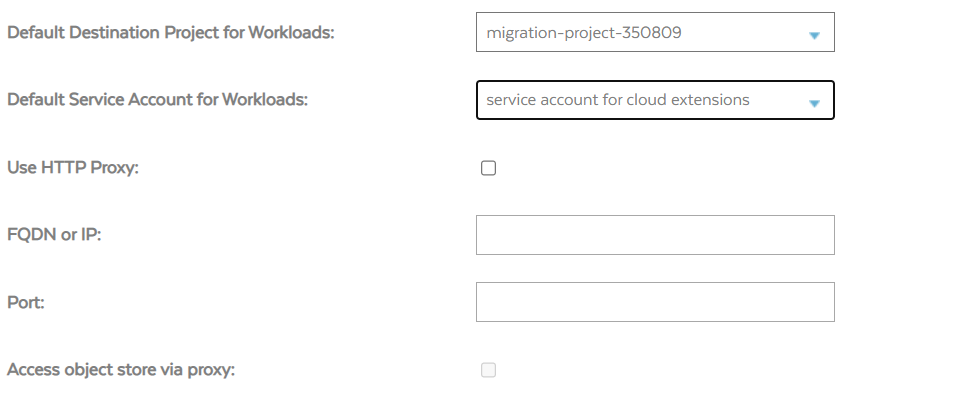 Default Destination Project for Workloads: migration-project-350809
Default Service Account for Workloads: service account for cloud extensions
Use HTTP Proxy:
FQDN or IP:
Port:
Access object store via proxy: